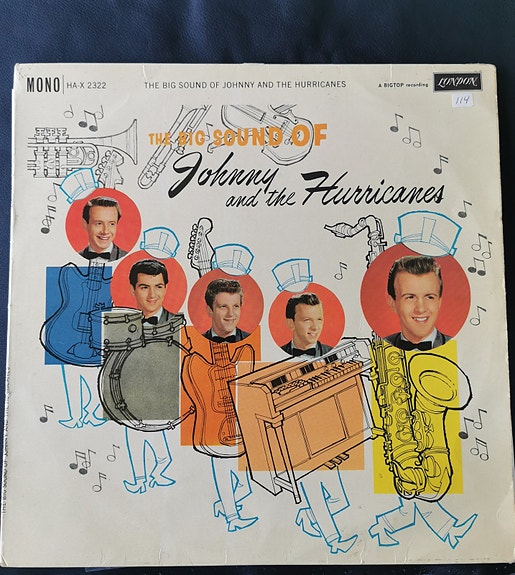 MONO HA-X 2322 THE BIG SOUND OF JOHNNY AND THE HURRICANES A BIGTOP recording LONDON
114
THE BIG SOUND OF
Johnny
and the Hurricanes